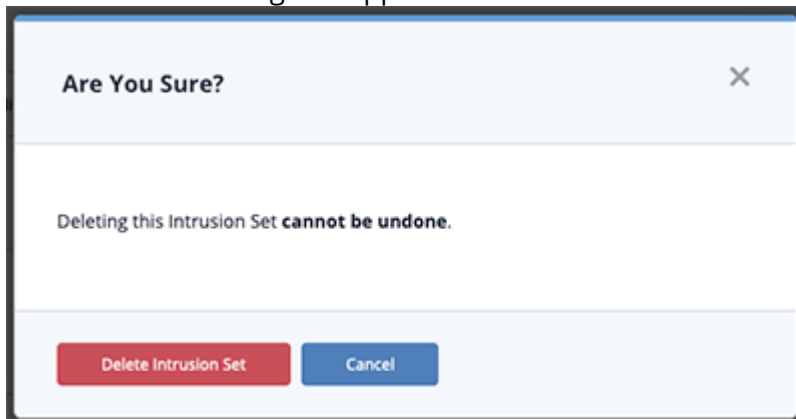 Are You Sure?
Deleting this Intrusion Set cannot be undone.
Delete Intrusion Set
Cancel